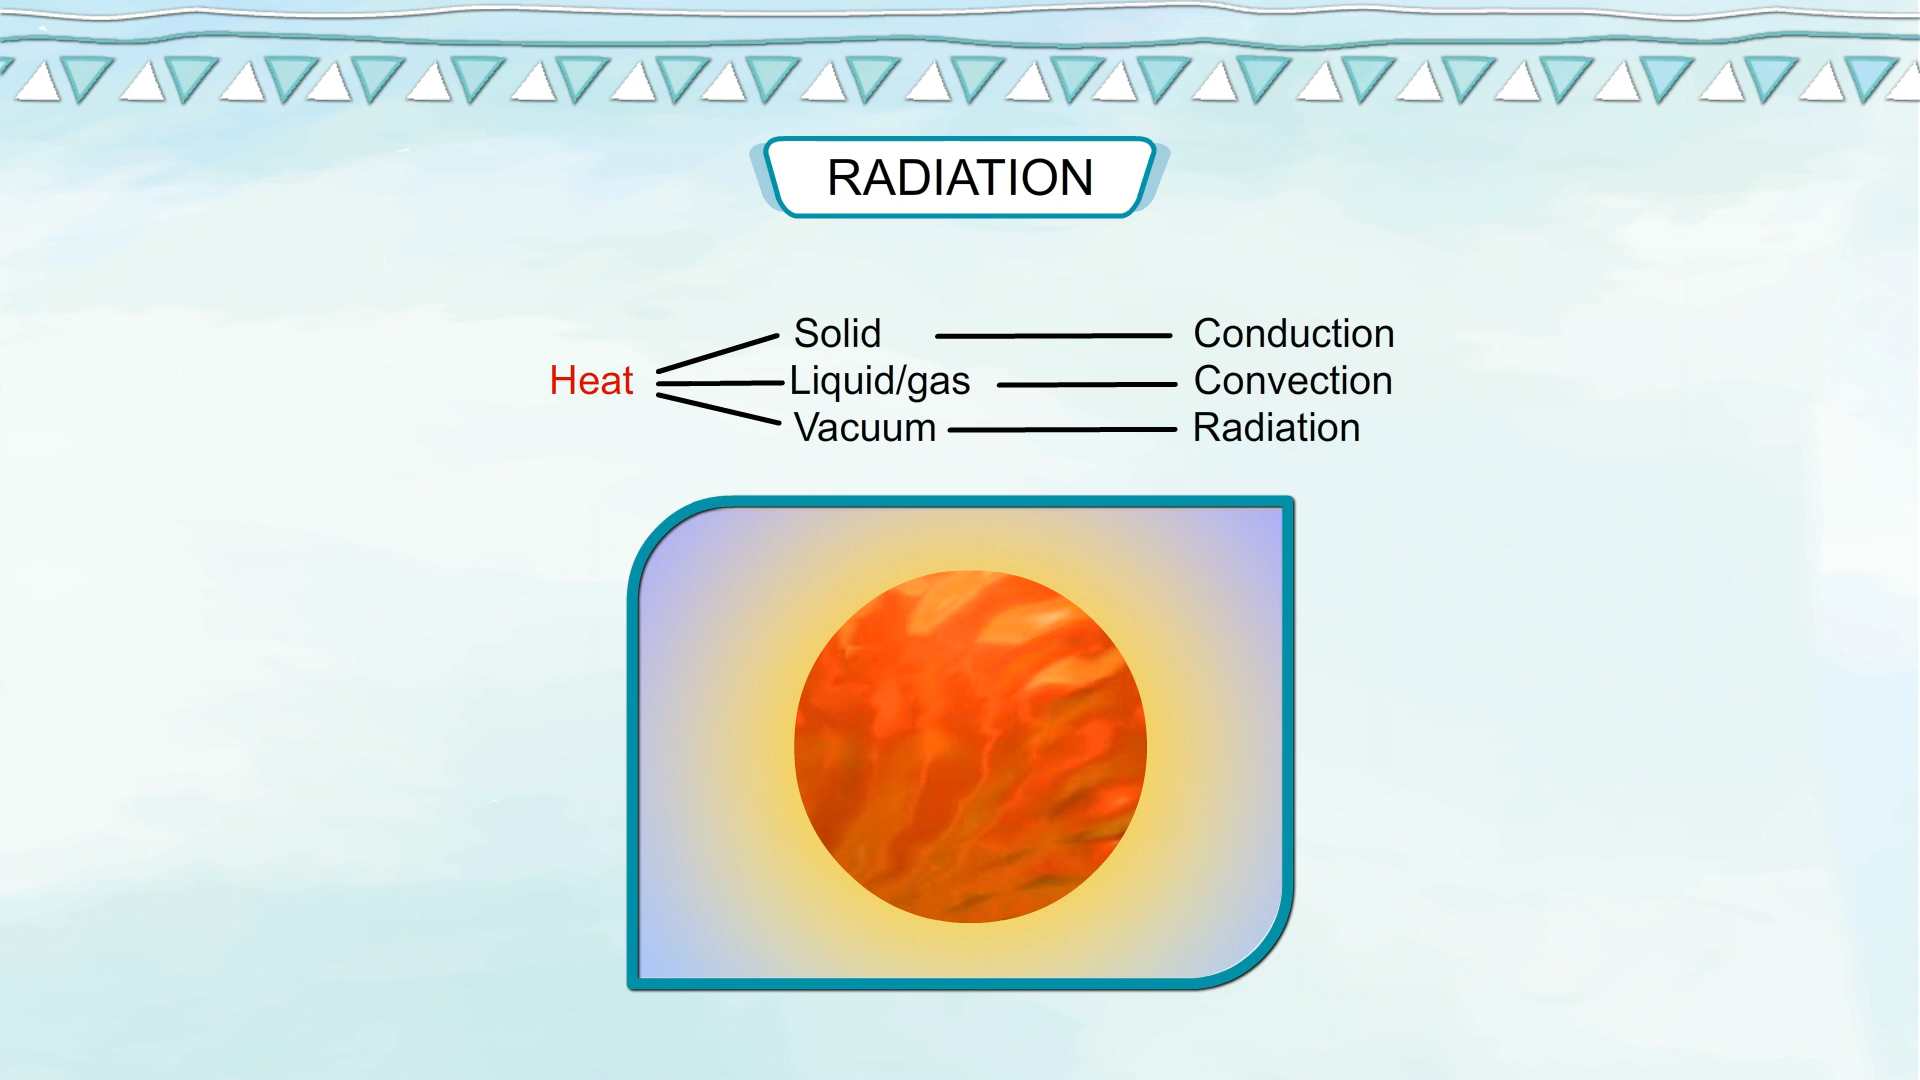 RADIATION
Solid Conduction
Heat Liquid/gas Convection
Vacuum Radiation